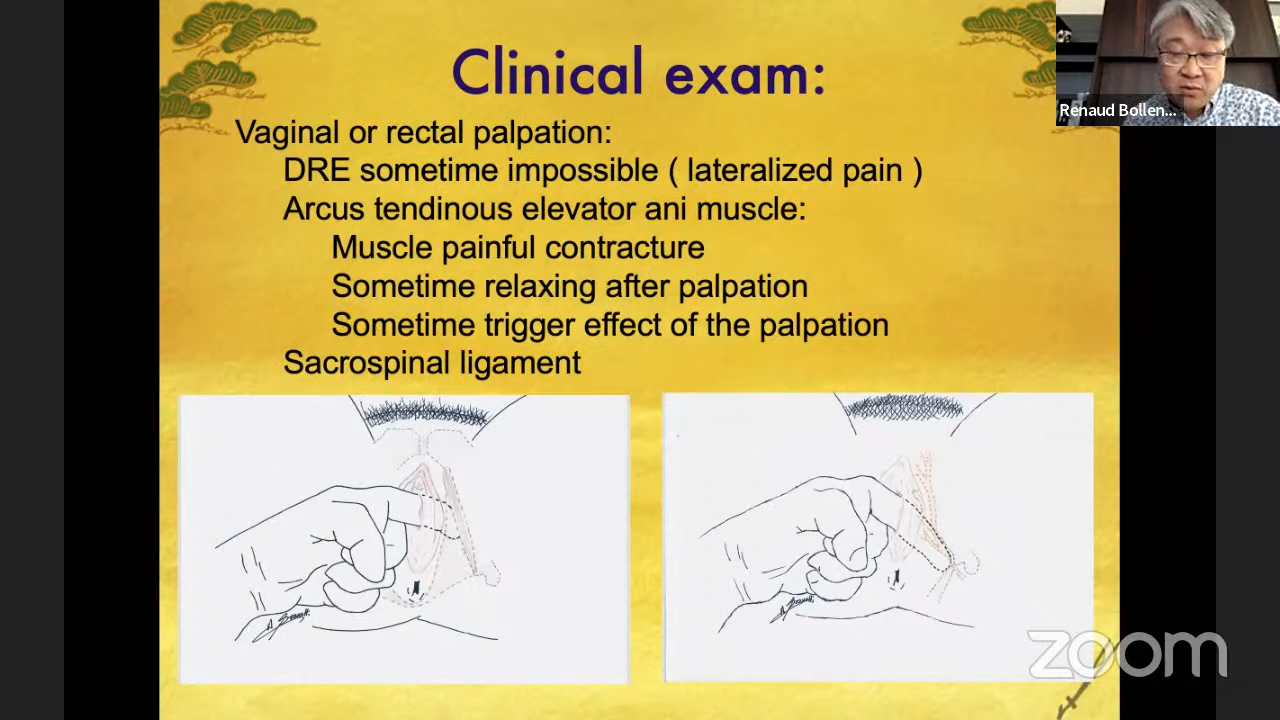 Clinical exam:
Renaud Bollen...
Vaginal or rectal palpation:
DRE sometime impossible ( lateralized pain )
Arcus tendinous elevator ani muscle:
Muscle painful contracture
Sometime relaxing after palpation
Sometime trigger effect of the palpation
Sacrospinal ligament
zoom